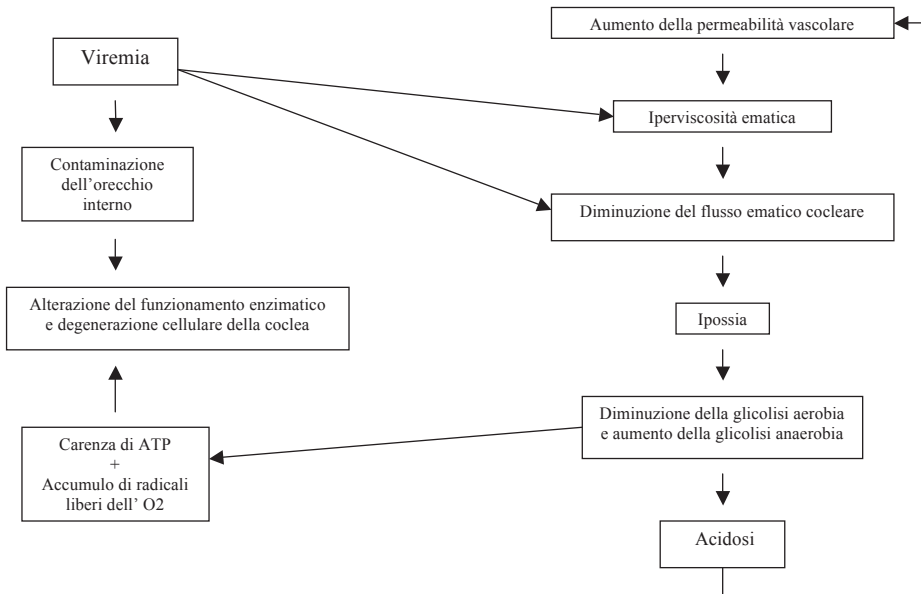 Aumento della permeabilità vascolare
Viremia
Iperviscosità ematica
Contaminazione
dell'orecchio
interno
Diminuzione del flusso ematico cocleare
Alterazione del funzionamento enzimatico
e degenerazione cellulare della coclea
Ipossia
Diminuzione della glicolisi aerobia
e aumento della glicolisi anaerobia
Carenza di ATP
+
Accumulo di radicali
liberi dell' O2
Acidosi